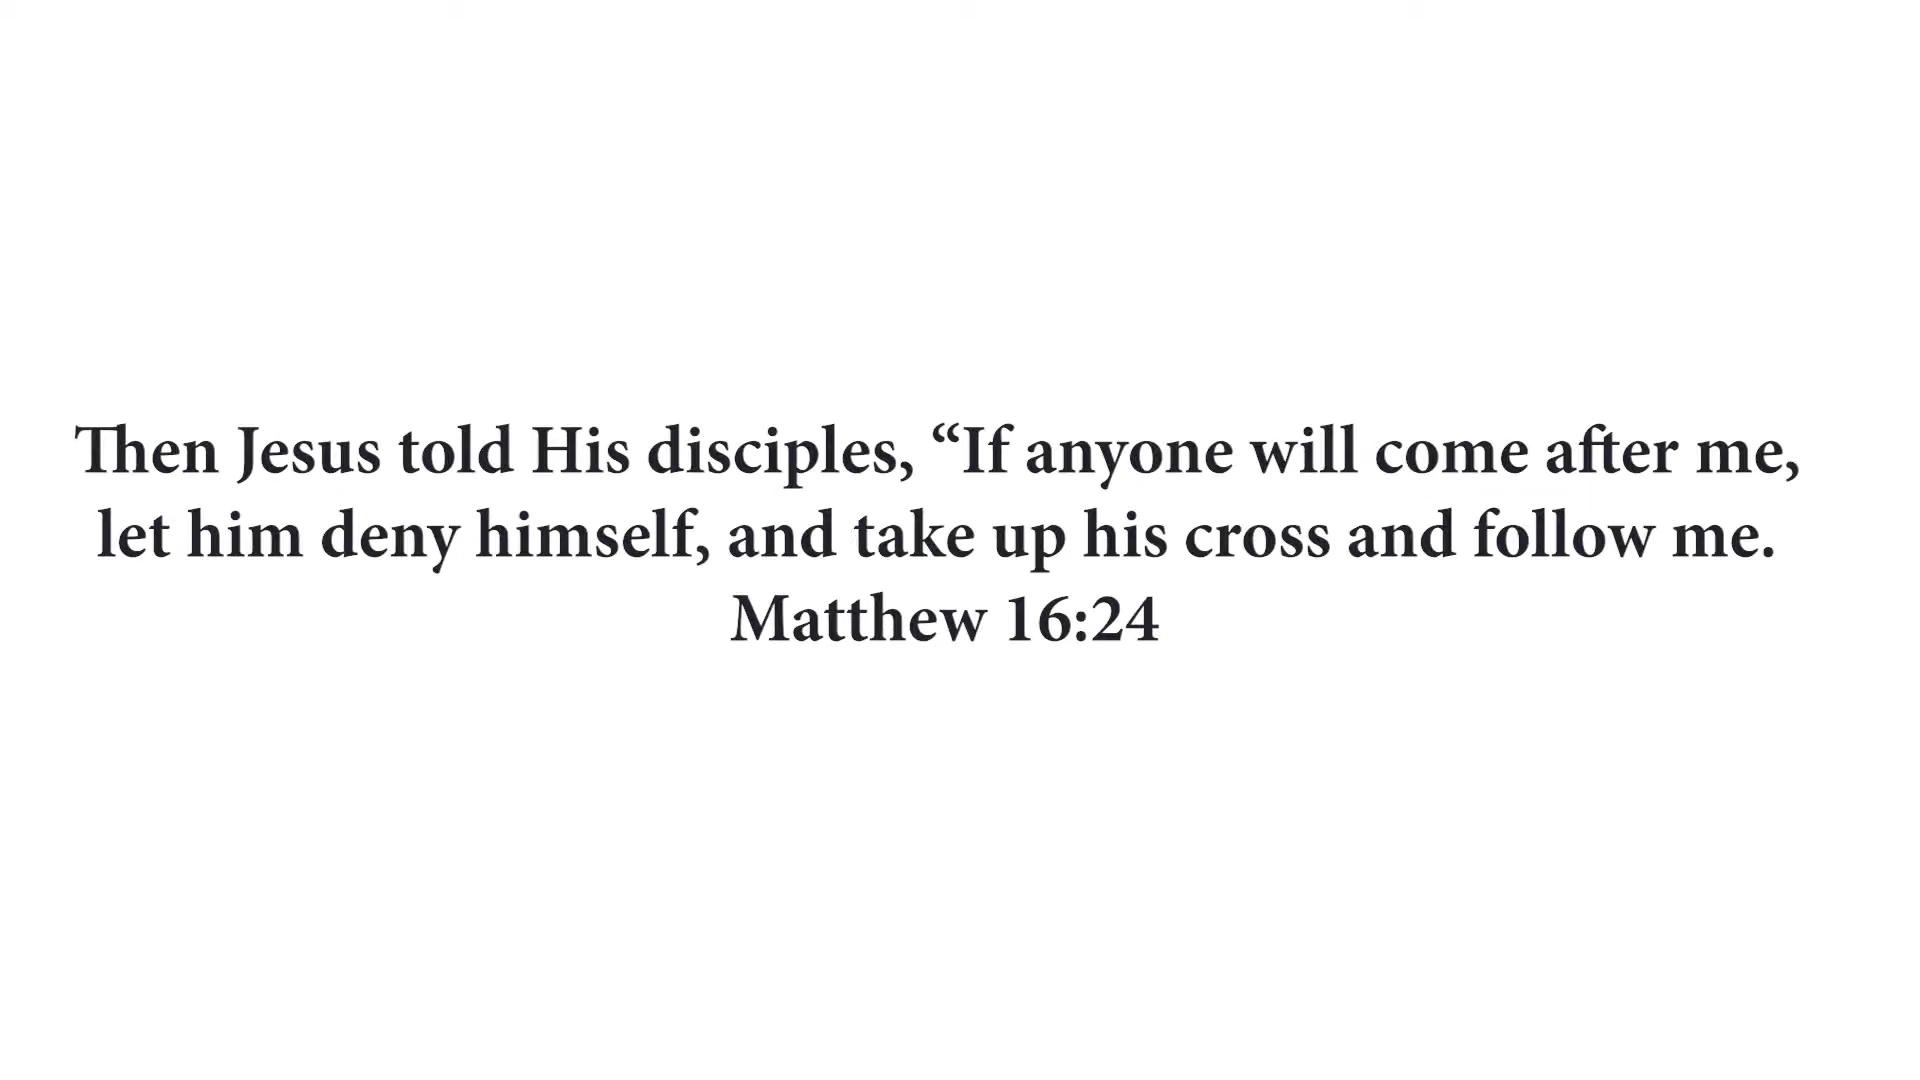 Then Jesus told His disciples, “If anyone will come after me,
let him deny himself, and take up his cross and follow me.
Matthew 16:24